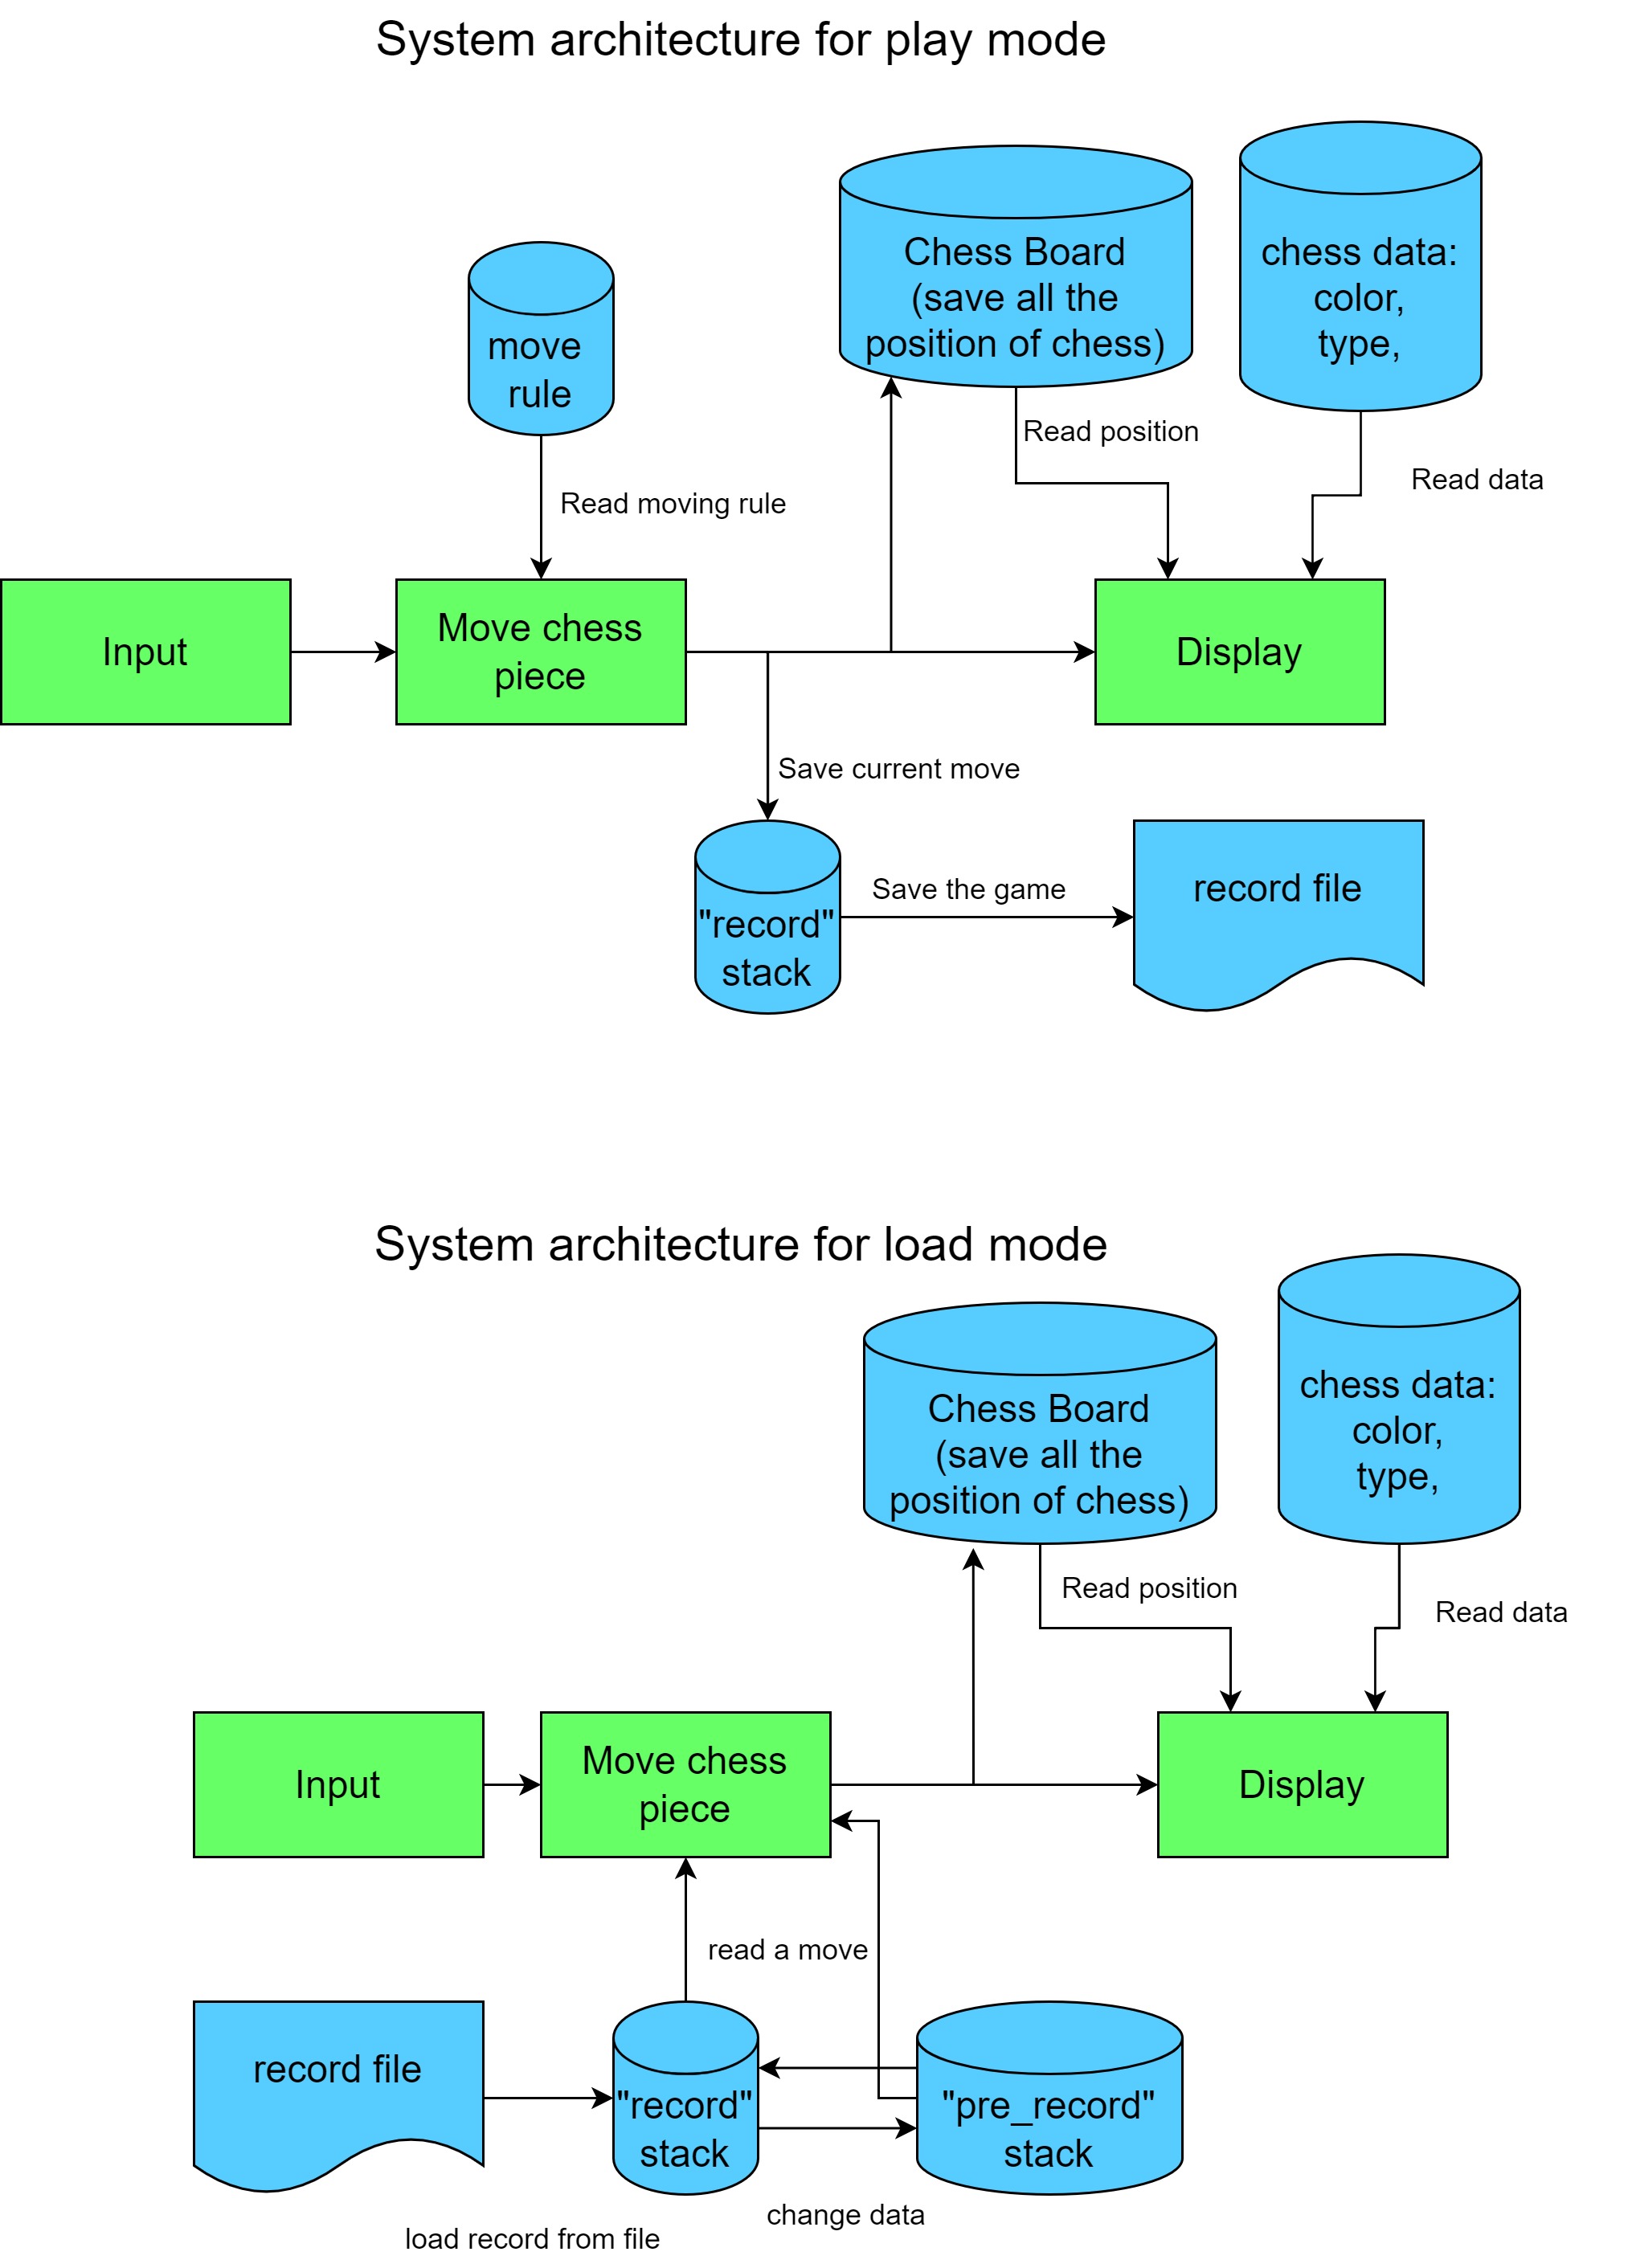 System architecture for play mode
Chess Board
(save all the
position of chess)
chess data:
color,
type,
move
rule
Read position
Read data
Read moving rule
Input
Move chess
piece
Display
Save current move
"record"
stack
Save the game
record file
System architecture for load mode
Chess Board
(save all the
position of chess)
chess data:
color,
type,
Read position
Read data
Input
Move chess
piece
Display
read a move
record file
"record"
stack
"pre_record"
stack
change data
load record from file